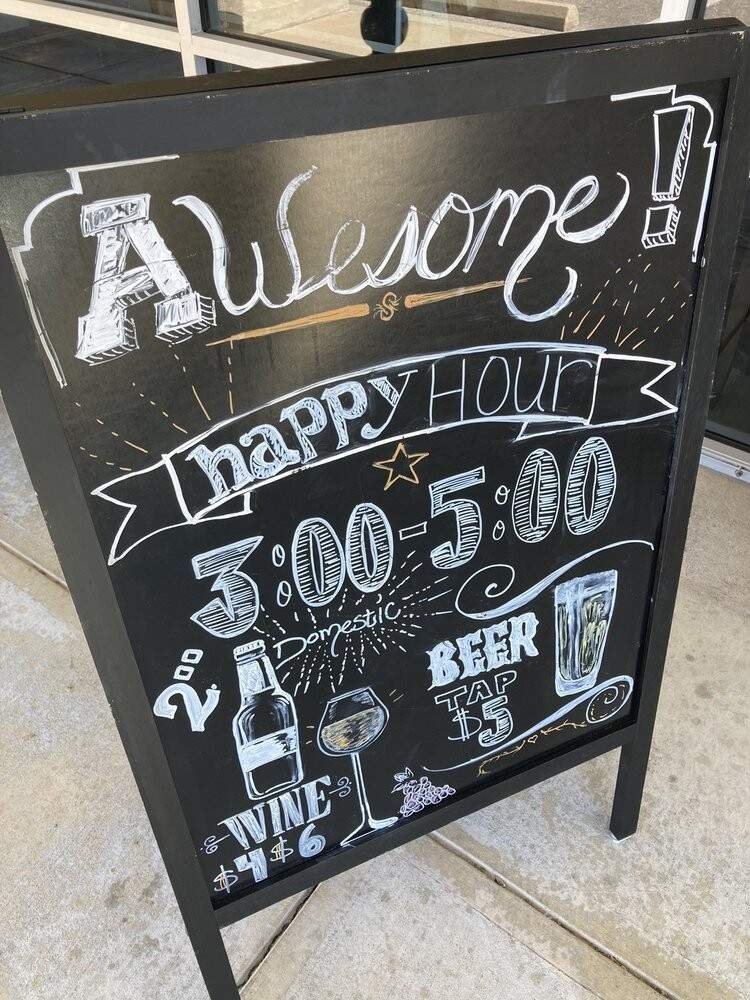 AWesome!
happy Hour
3:00-5:00
Domestic
2.00
BEER
TAP
$5
WINE
$4 $6